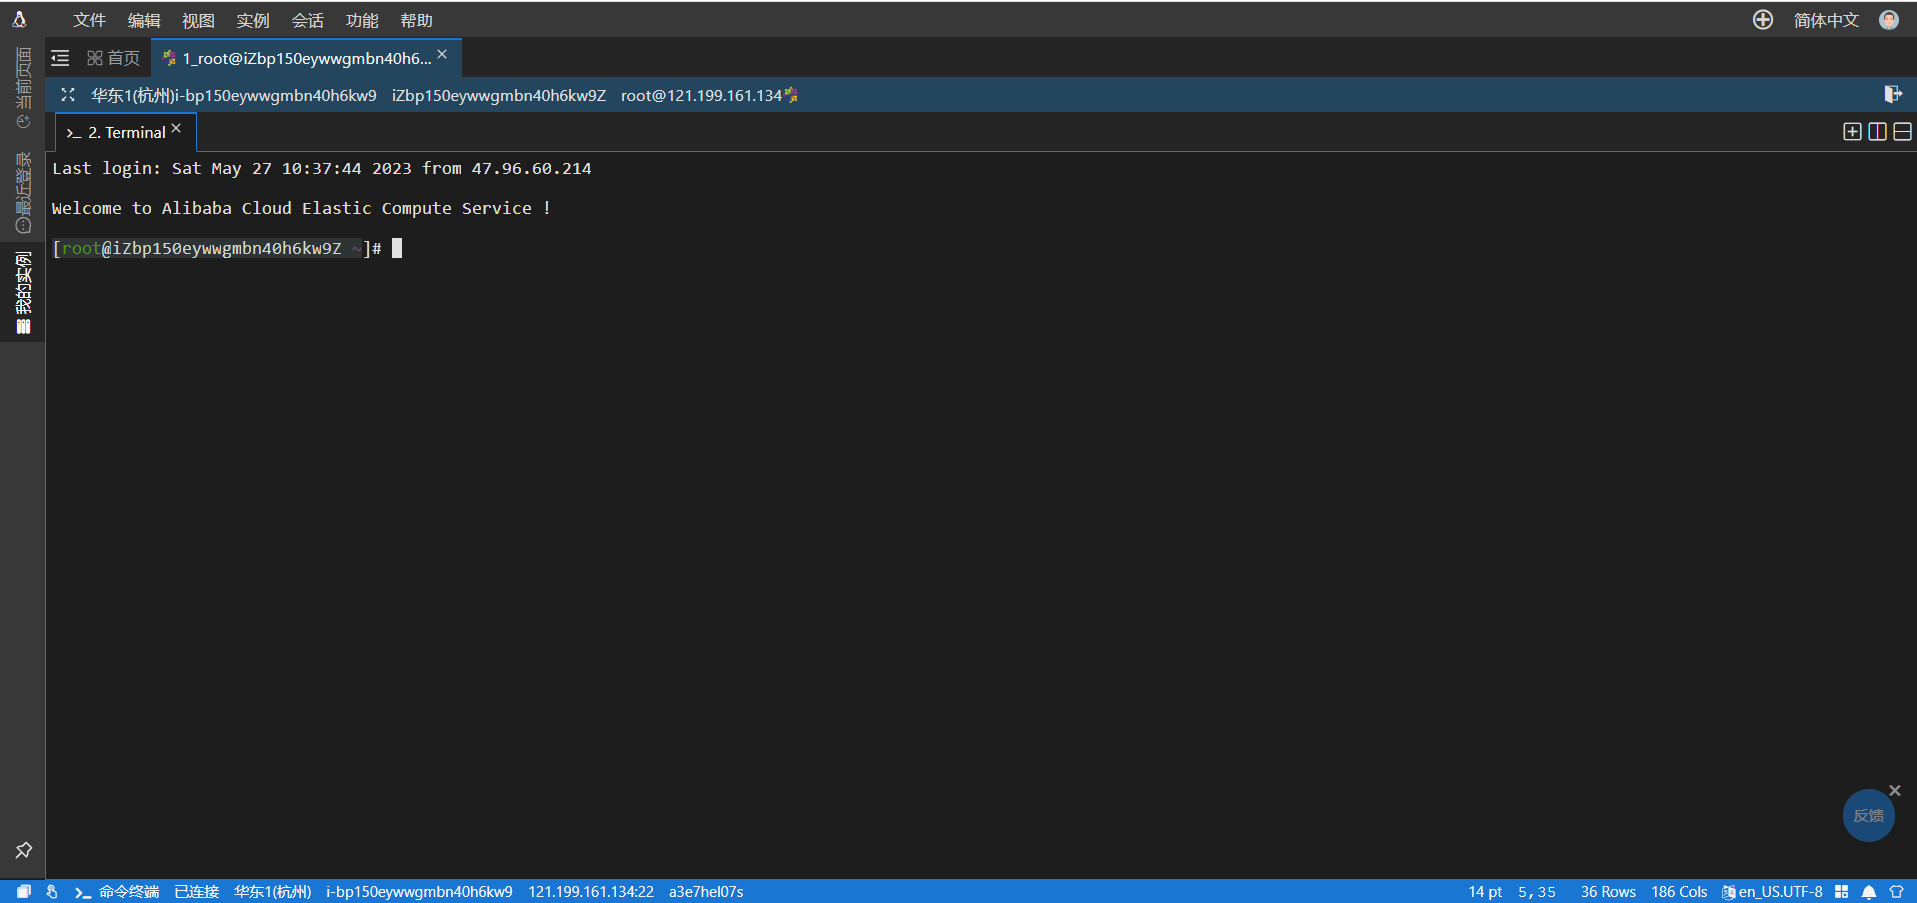 文件 编辑 视图 实例 会话 功能 帮助 简体中文
当前页面
最近登录
我的实例
首页 1_root@iZbp150eywwgmbn40h6...
华东1(杭州)i-bp150eywwgmbn40h6kw9 iZbp150eywwgmbn40h6kw9Z root@121.199.161.134
>_ 2. Terminal
Last login: Sat May 27 10:37:44 2023 from 47.96.60.214
Welcome to Alibaba Cloud Elastic Compute Service !
[root@iZbp150eywwgmbn40h6kw9Z ~]#
反馈
命令终端 已连接 华东1(杭州) i-bp150eywwgmbn40h6kw9 121.199.161.134:22 a3e7hel07s 14 pt 5,35 36 Rows 186 Cols en_US.UTF-8